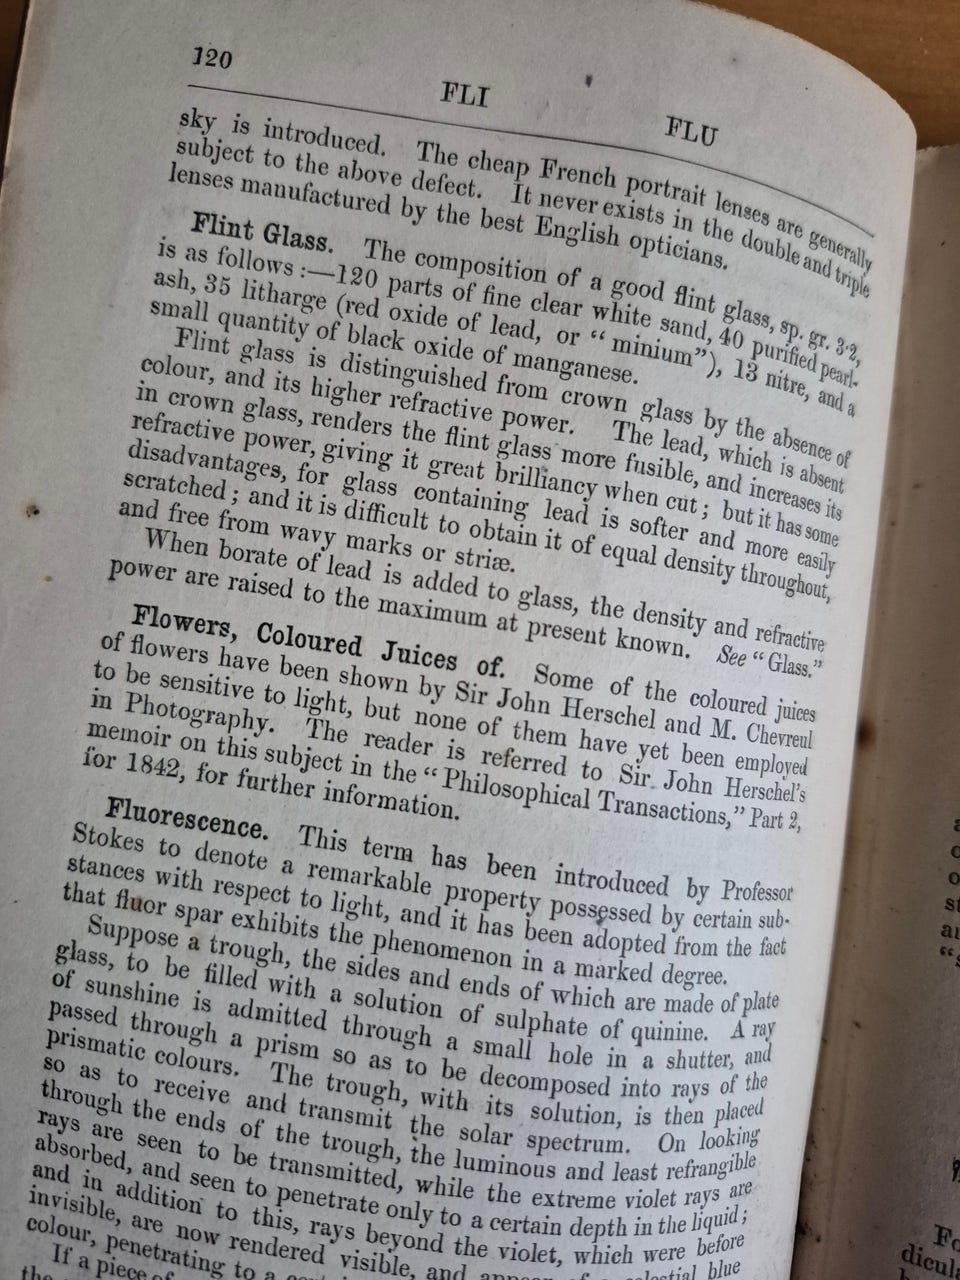 120
FLI FLU
sky is introduced. The cheap French portrait lenses are generally
subject to the above defect. It never exists in the double and triple
lenses manufactured by the best English opticians.
Flint Glass. The composition of a good flint glass, sp. gr. 3·2,
is as follows :—120 parts of fine clear white sand, 40 purified pearl-
ash, 35 litharge (red oxide of lead, or “minium”), 13 nitre, and a
small quantity of black oxide of manganese.
Flint glass is distinguished from crown glass by the absence of
colour, and its higher refractive power. The lead, which is absent
in crown glass, renders the flint glass more fusible, and increases its
refractive power, giving it great brilliancy when cut; but it has some
disadvantages, for glass containing lead is softer and more easily
scratched; and it is difficult to obtain it of equal density throughout,
and free from wavy marks or striæ.
When borate of lead is added to glass, the density and refractive
power are raised to the maximum at present known. See “Glass.”
Flowers, Coloured Juices of. Some of the coloured juices
of flowers have been shown by Sir John Herschel and M. Chevreul
to be sensitive to light, but none of them have yet been employed
in Photography. The reader is referred to Sir John Herschel's
memoir on this subject in the “Philosophical Transactions,” Part 2,
for 1842, for further information.
Fluorescence. This term has been introduced by Professor
Stokes to denote a remarkable property possessed by certain sub-
stances with respect to light, and it has been adopted from the fact
that fluor spar exhibits the phenomenon in a marked degree.
Suppose a trough, the sides and ends of which are made of plate
glass, to be filled with a solution of sulphate of quinine. A ray
of sunshine is admitted through a small hole in a shutter, and
passed through a prism so as to be decomposed into rays of the
prismatic colours. The trough, with its solution, is then placed
so as to receive and transmit the solar spectrum. On looking
through the ends of the trough, the luminous and least refrangible
rays are seen to be transmitted, while the extreme violet rays are
absorbed, and seen to penetrate only to a certain depth in the liquid;
and in addition to this, rays beyond the violet, which were before
invisible, are now rendered visible, and blue
colour, penetrating to a
If a piece of